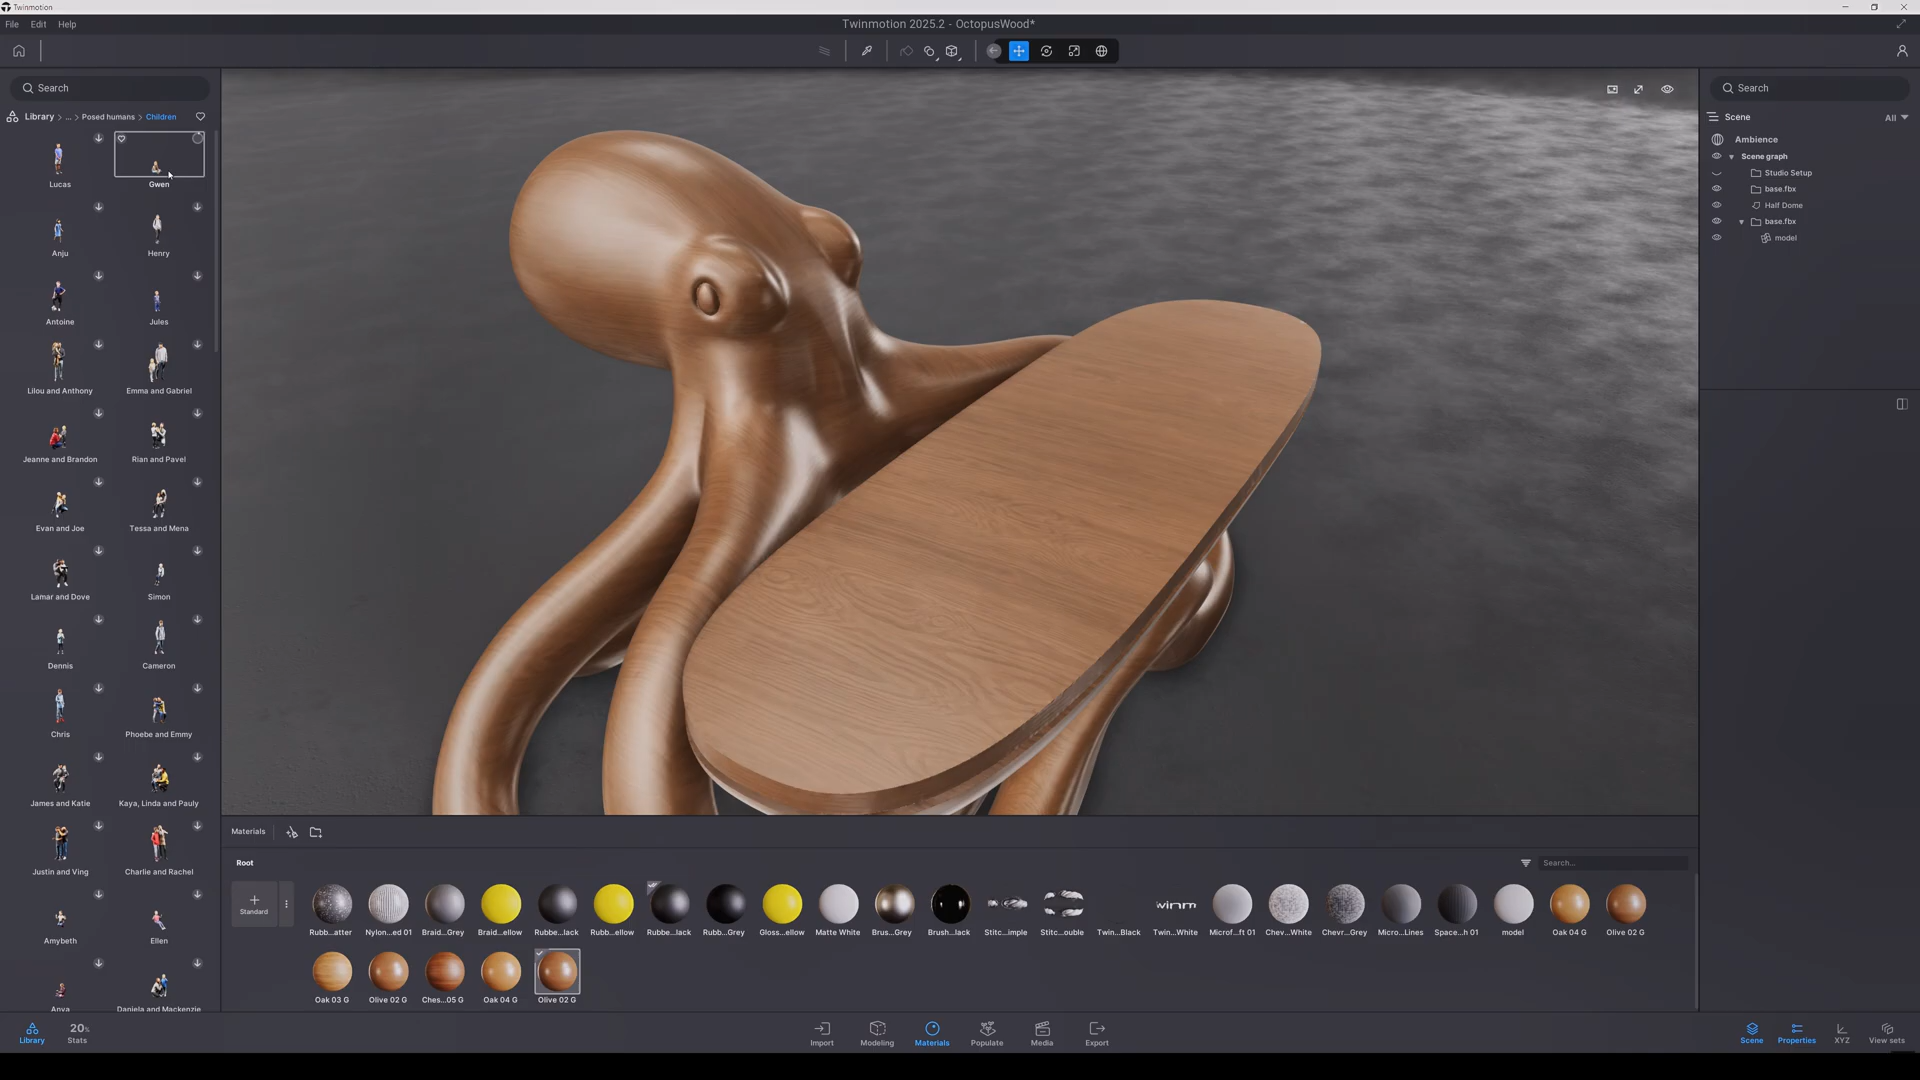 Twinmotion
File Edit Help
Twinmotion 2025.2 - OctopusWood*
Search
Library > ... > Posed humans > Children
Lucas
Gwen
Anju
Henry
Antoine
Jules
Lilou and Anthony
Emma and Gabriel
Jeanne and Brandon
Rian and Pavel
Evan and Joe
Tessa and Mena
Lamar and Dove
Simon
Dennis
Cameron
Chris
Phoebe and Emmy
James and Katie
Kaya, Linda and Pauly
Justin and Ving
Charlie and Rachel
Amybeth
Ellen
Anya
Daniela and Mackenzie
Search
Scene
All
Ambience
Scene graph
Studio Setup
base.fbx
Half Dome
base.fbx
model
Materials
Root
Search...
Standard
Rubb...atter
Nylon...ed 01
Braid...Grey
Braid...ellow
Rubbe...lack
Rubb...ellow
Rubbe...lack
Rubb...Grey
Gloss...ellow
Matte White
Brus...Grey
Brush...lack
Stitc...imple
Stitc...ouble
Twin...Black
Twin...White
Microf...ft 01
Chev...White
Chevr...Grey
Micro...Lines
Space...h 01
model
Oak 04 G
Olive 02 G
Oak 03 G
Olive 02 G
Ches...05 G
Oak 04 G
Olive 02 G
Library
20%
Stats
Import
Modeling
Materials
Populate
Media
Export
Scene
Properties
XYZ
View sets